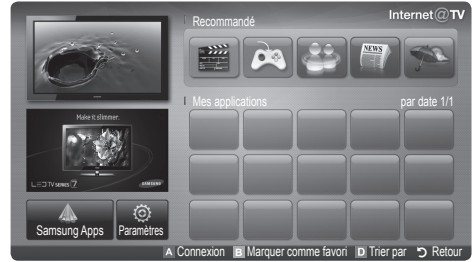 Internet@TV
Recommandé
NEWS
Mes applications par date 1/1
Make it slimmer.
LED TV SERIES 7 SAMSUNG
Samsung Apps Paramètres
A Connexion B Marquer comme favori D Trier par Retour